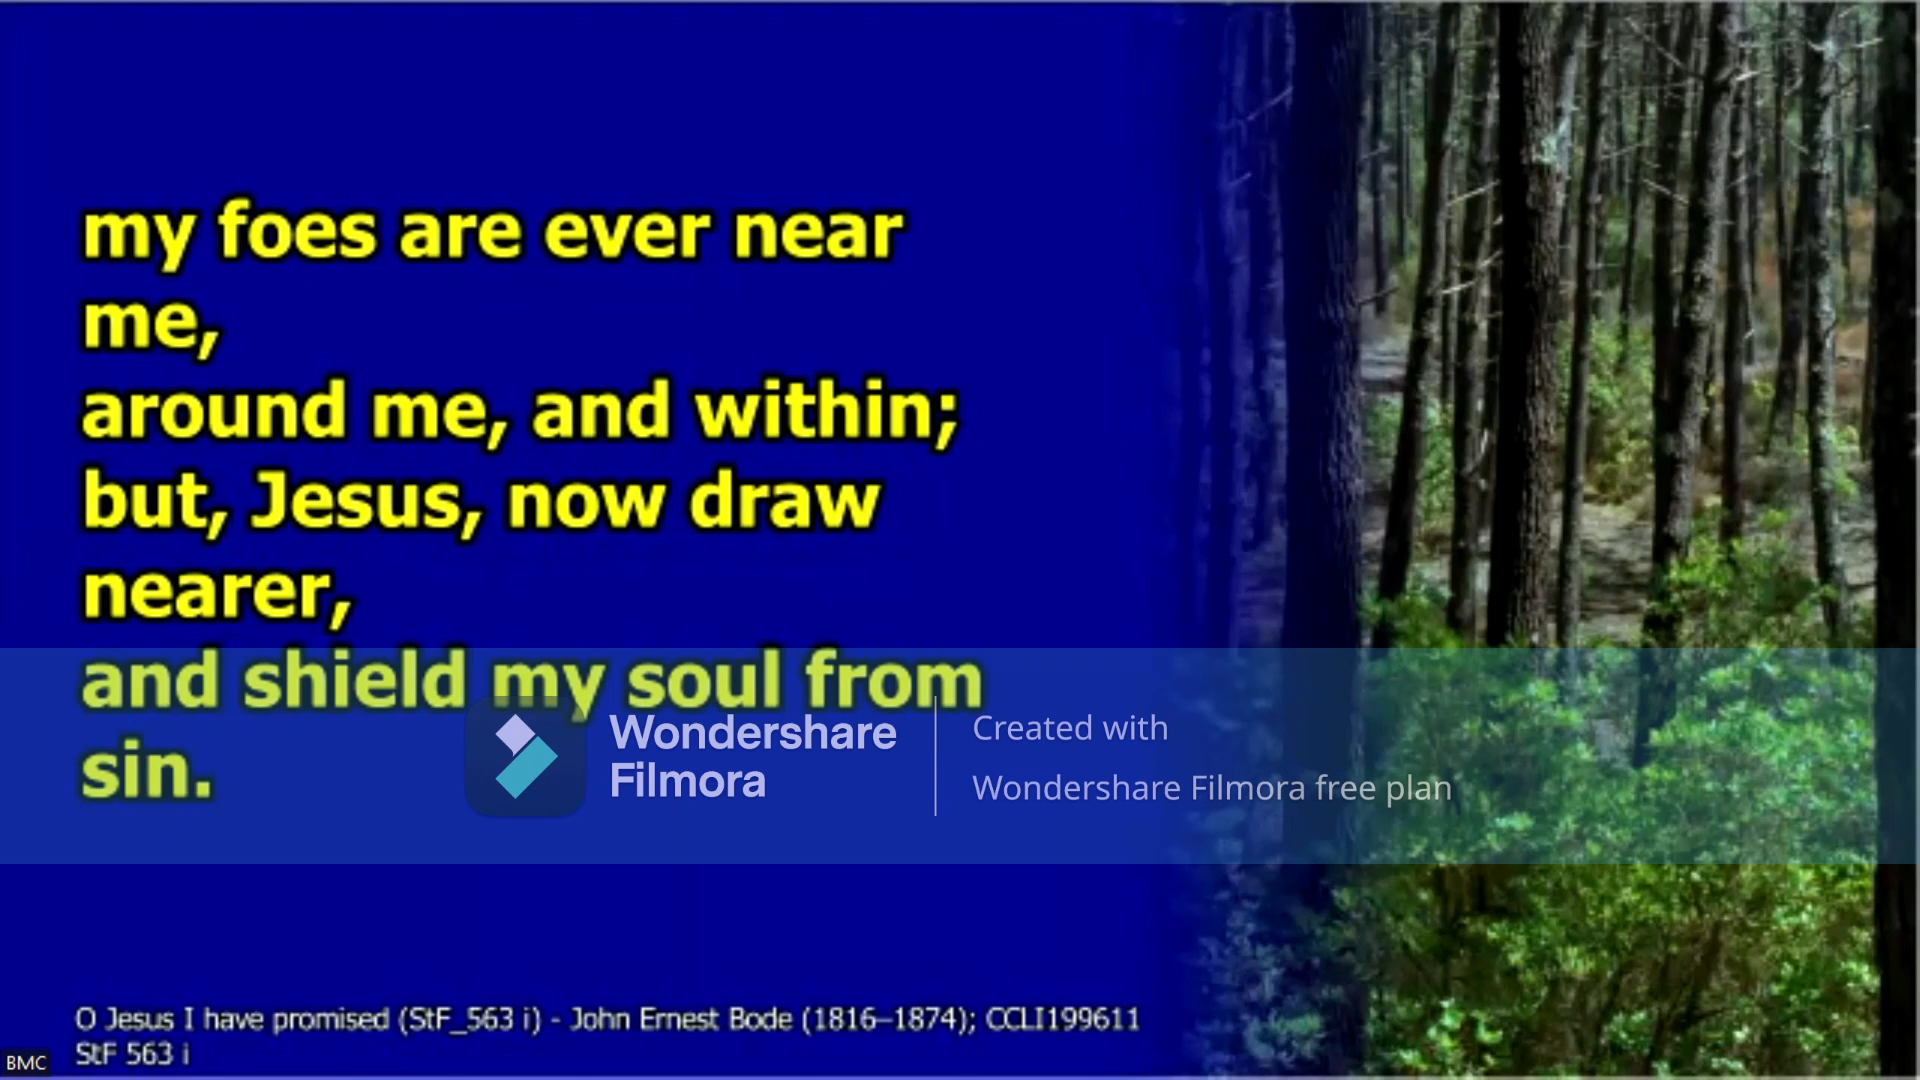 my foes are ever near
me,
around me, and within;
but, Jesus, now draw
nearer,
and shield my soul from
sin.
Wondershare
Filmora
Created with
Wondershare Filmora free plan
O Jesus I have promised (StF_563 i) - John Ernest Bode (1816–1874); CCLI199611
StF 563 i
BMC